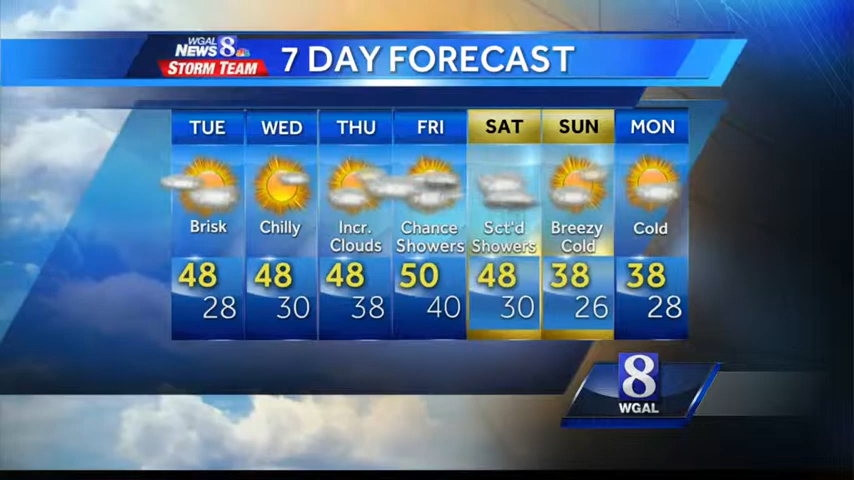 WGAL
NEWS 8
STORM TEAM
7 DAY FORECAST
TUE WED THU FRI SAT SUN MON
Brisk Chilly Incr. Clouds Chance Showers Sct'd Showers Breezy Cold Cold
48 48 48 50 48 38 38
28 30 38 40 30 26 28
8
WGAL